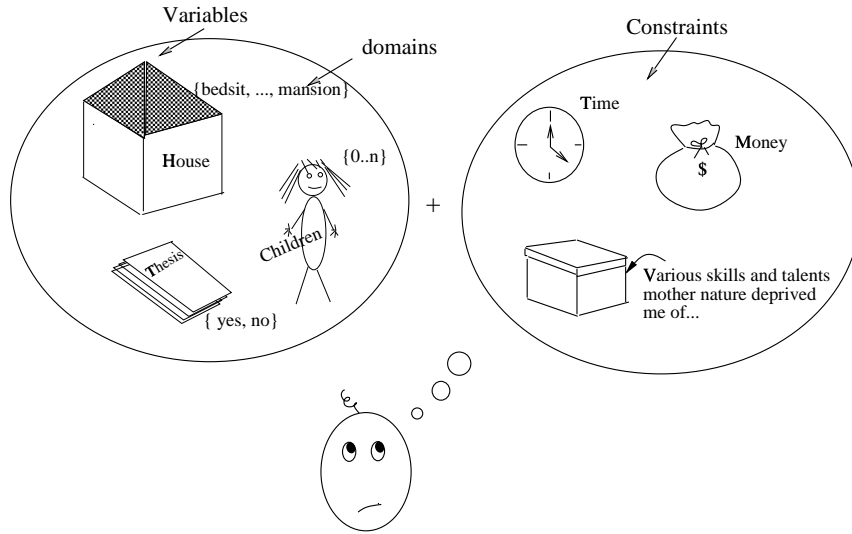 Variables
domains
{bedsit, ..., mansion}
House
{0..n}
Children
Thesis
{ yes, no}
+
Constraints
Time
Money
$
Various skills and talents
mother nature deprived
me of...